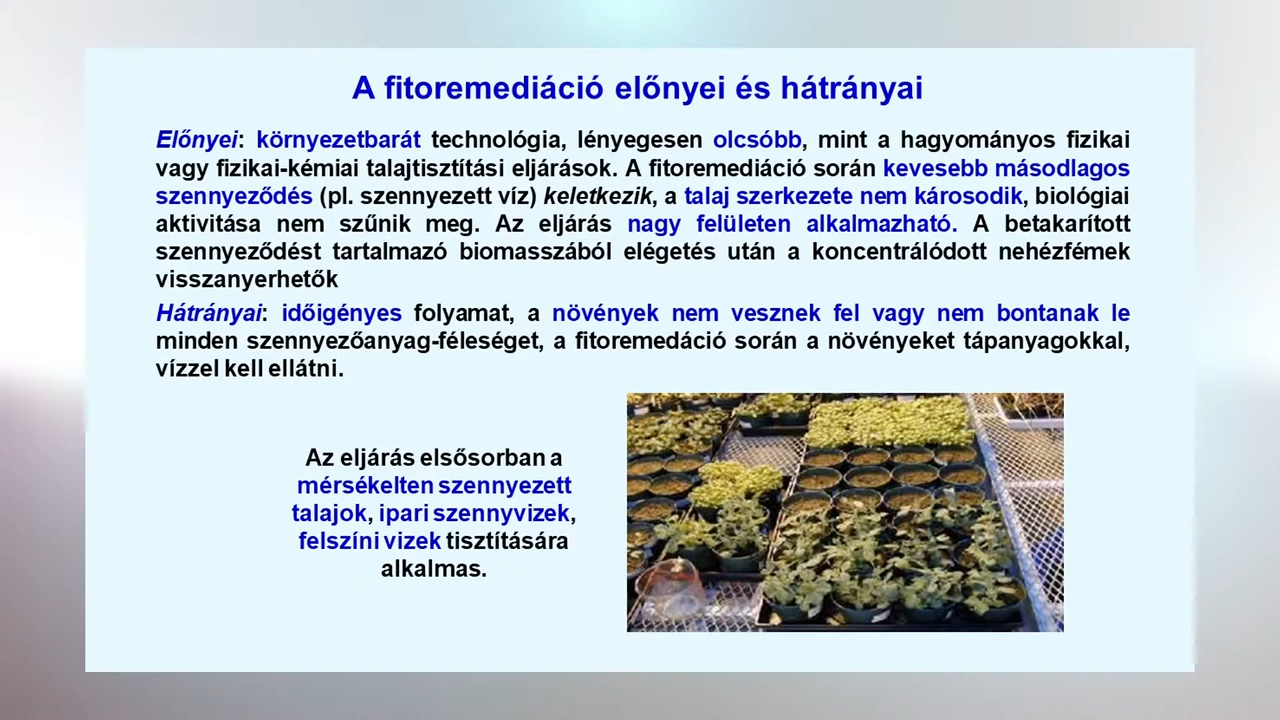 A fitoremediáció előnyei és hátrányai
Előnyei: környezetbarát technológia, lényegesen olcsóbb, mint a hagyományos fizikai
vagy fizikai-kémiai talajtisztítási eljárások. A fitoremediáció során kevesebb másodlagos
szennyeződés (pl. szennyezett víz) keletkezik, a talaj szerkezete nem károsodik, biológiai
aktivitása nem szűnik meg. Az eljárás nagy felületen alkalmazható. A betakarított
szennyeződést tartalmazó biomasszából elégetés után a koncentrálódott nehézfémek
visszanyerhetők
Hátrányai: időigényes folyamat, a növények nem vesznek fel vagy nem bontanak le
minden szennyezőanyag-féleséget, a fitoremedáció során a növényeket tápanyagokkal,
vízzel kell ellátni.
Az eljárás elsősorban a
mérsékelten szennyezett
talajok, ipari szennyvizek,
felszíni vizek tisztítására
alkalmas.